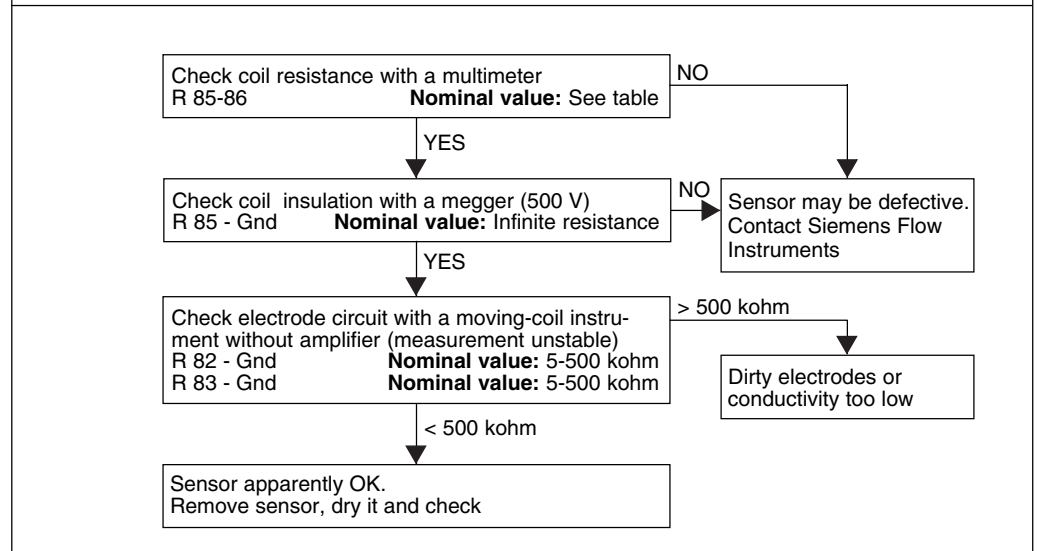 Check coil resistance with a multimeter
R 85-86 Nominal value: See table
NO
YES
Check coil insulation with a megger (500 V)
R 85 - Gnd Nominal value: Infinite resistance
NO
Sensor may be defective.
Contact Siemens Flow
Instruments
YES
Check electrode circuit with a moving-coil instru-
ment without amplifier (measurement unstable)
R 82 - Gnd Nominal value: 5-500 kohm
R 83 - Gnd Nominal value: 5-500 kohm
> 500 kohm
Dirty electrodes or
conductivity too low
< 500 kohm
Sensor apparently OK.
Remove sensor, dry it and check